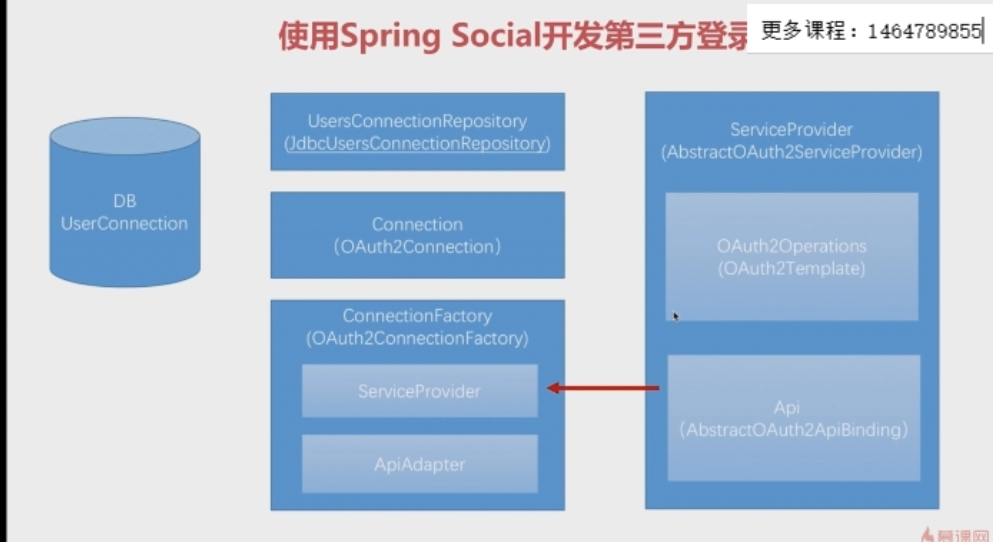 使用Spring Social开发第三方登录
更多课程：1464789855
DB
UserConnection
UsersConnectionRepository
(JdbcUsersConnectionRepository)
Connection
(OAuth2Connection)
ConnectionFactory
(OAuth2ConnectionFactory)
ServiceProvider
ApiAdapter
ServiceProvider
(AbstractOAuth2ServiceProvider)
OAuth2Operations
(OAuth2Template)
Api
(AbstractOAuth2ApiBinding)
慕课网